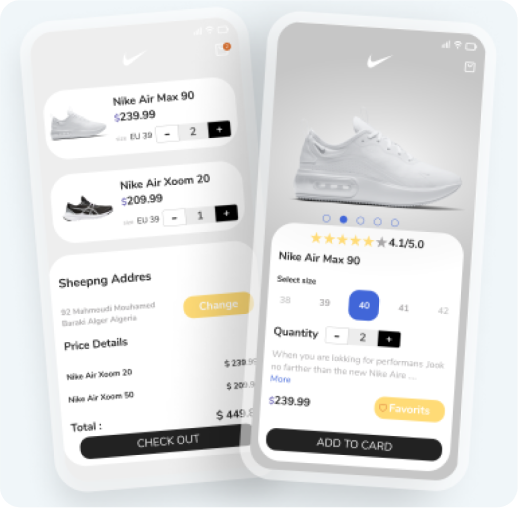 Nike Air Max 90
$239.99
EU 39
-
2
+
Nike Air Xoom 20
$209.99
EU 39
-
1
+
Sheepng Addres
92 Mahmoudi Mouhamed
Baraki Alger Algeria
Change
Price Details
Nike Air Xoom 20
$ 239.99
Nike Air Xoom 50
$ 209.9
Total :
$ 449.8
CHECK OUT
4.1/5.0
Nike Air Max 90
Select size
38
39
40
41
42
Quantity
-
2
+
When you are lokking for performans Jook
no farther than the new Nike Aire ...
More
$239.99
Favorits
ADD TO CARD